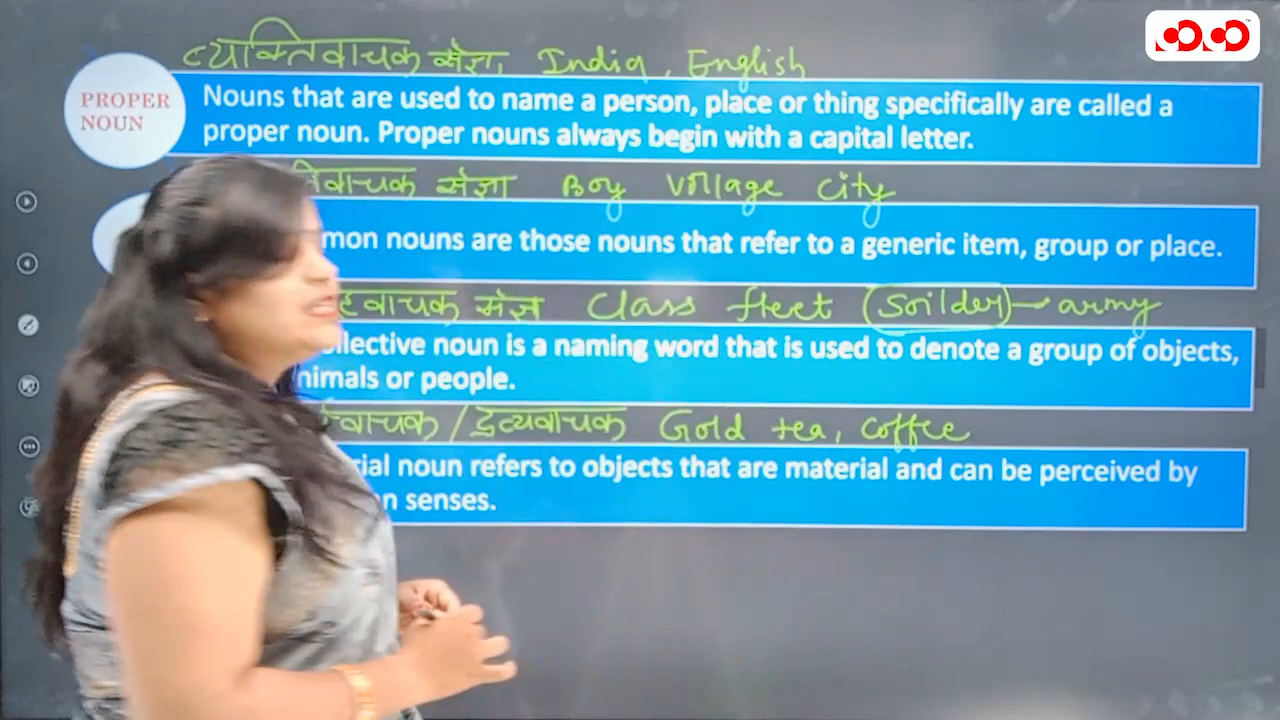 व्यक्तिवाचक संज्ञा, India, English
PROPER
NOUN
Nouns that are used to name a person, place or thing specifically are called a
proper noun. Proper nouns always begin with a capital letter.
तिवाचक संज्ञा Boy Village City
mon nouns are those nouns that refer to a generic item, group or place.
हवाचक संज्ञा Class fleet (Soilder) → army
llective noun is a naming word that is used to denote a group of objects,
nimals or people.
वाचक / द्रव्यवाचक Gold tea, coffee
rial noun refers to objects that are material and can be perceived by
n senses.